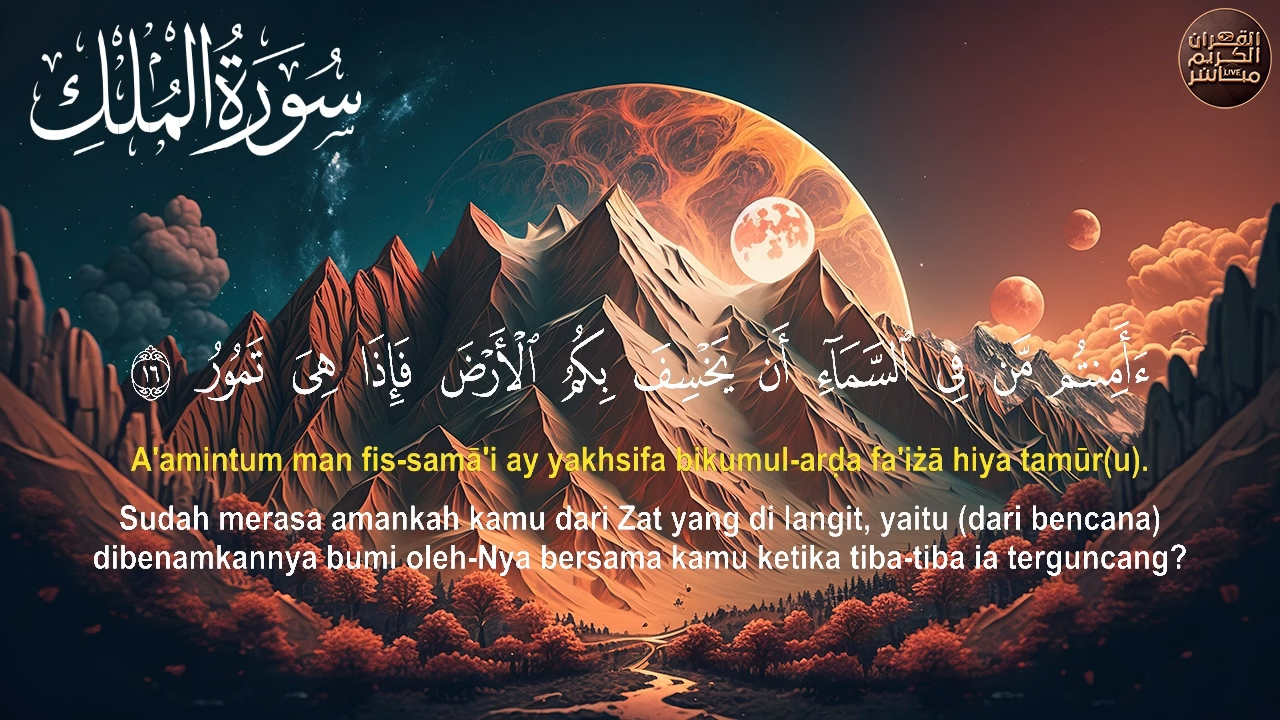 سُورَةُ الْمُلْكِ
القرآن
الكريم
مباشر
LIVE
ءَأَمِنتُم مَّن فِى ٱلسَّمَآءِ أَن يَخْسِفَ بِكُمُ ٱلْأَرْضَ فَإِذَا هِىَ تَمُورُ ١٦
A'amintum man fis-samā'i ay yakhsifa bikumul-arḍa fa'iżā hiya tamūr(u).
Sudah merasa amankah kamu dari Zat yang di langit, yaitu (dari bencana)
dibenamkannya bumi oleh-Nya bersama kamu ketika tiba-tiba ia terguncang?